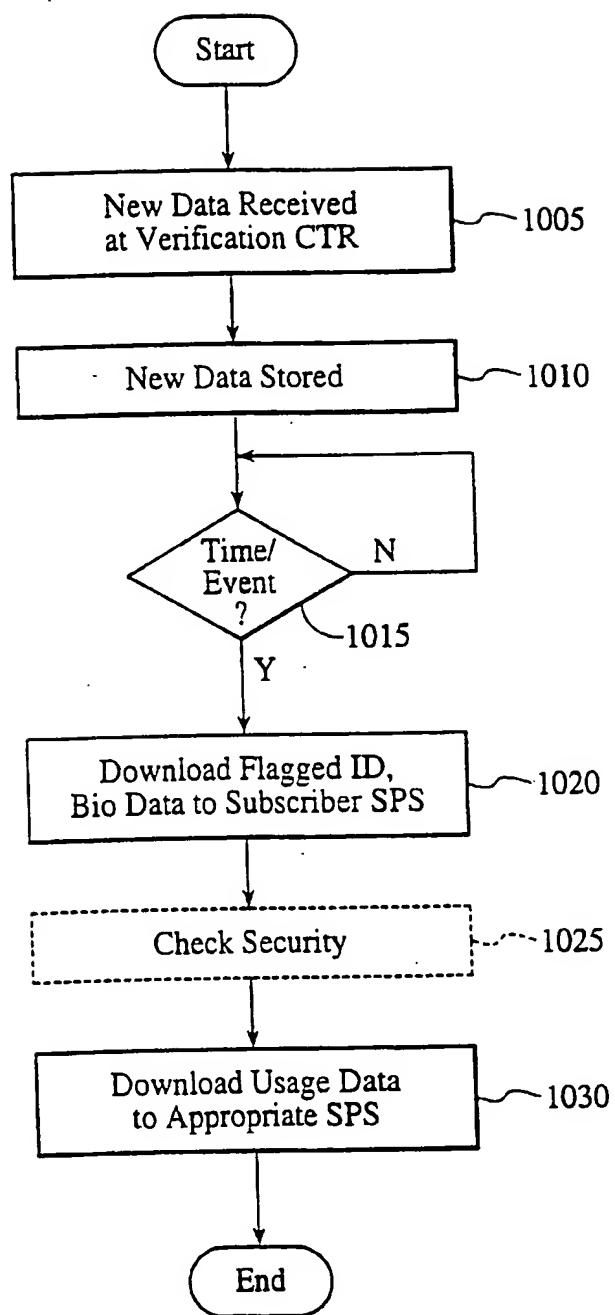 Start
New Data Received
at Verification CTR
1005
New Data Stored
1010
Time/
Event
?
N
1015
Y
Download Flagged ID,
Bio Data to Subscriber SPS
1020
Check Security
1025
Download Usage Data
to Appropriate SPS
1030
End